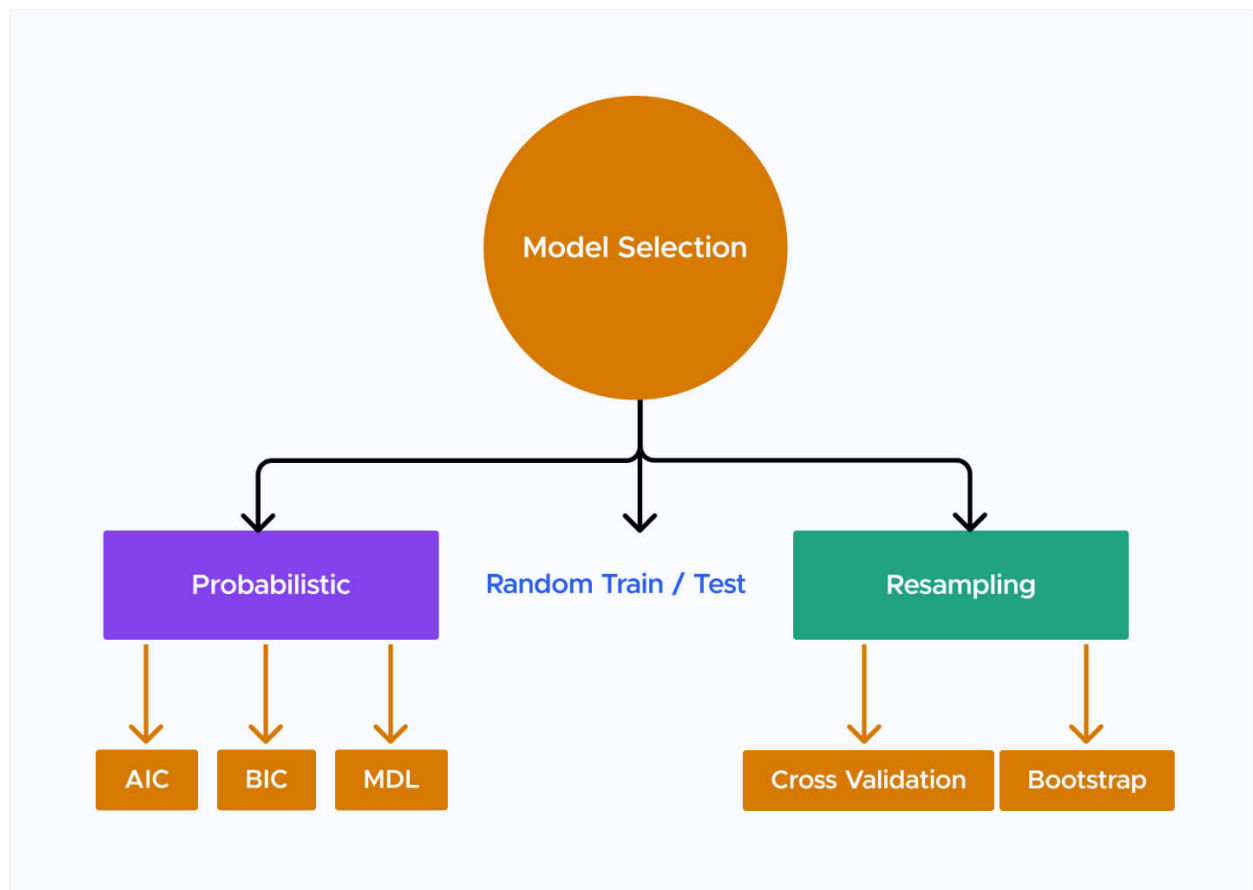 Model Selection
Probabilistic
Random Train / Test
Resampling
AIC
BIC
MDL
Cross Validation
Bootstrap